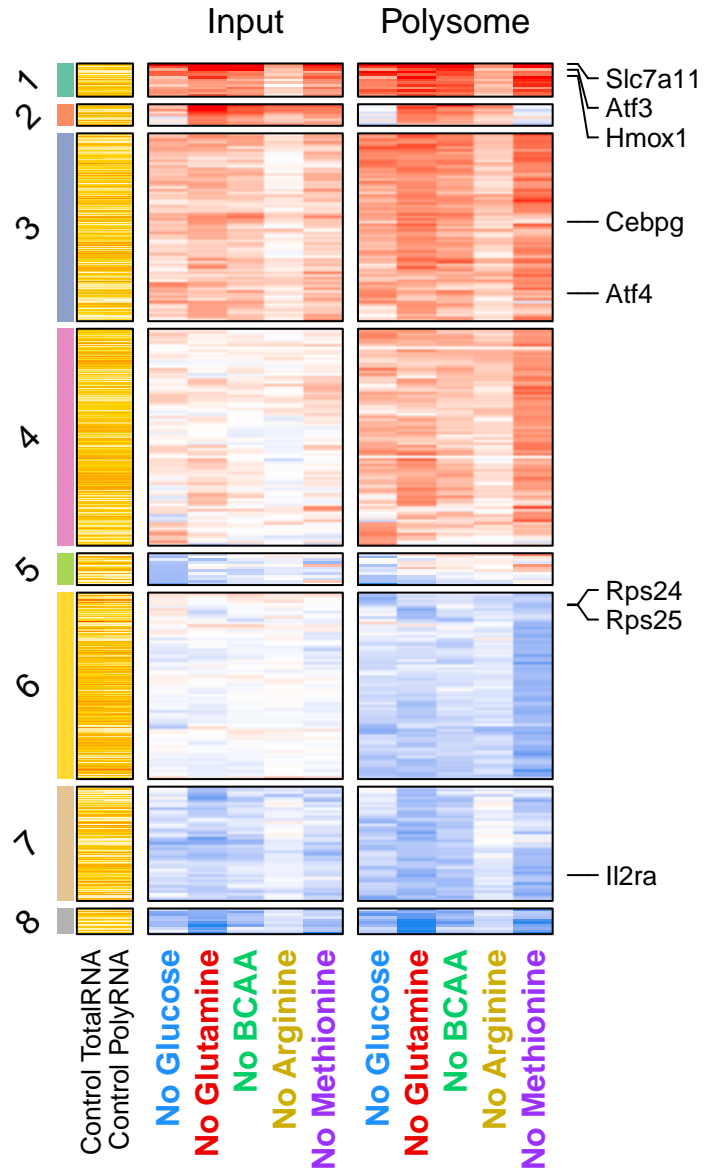 Input
Polysome
1
2
3
4
5
6
7
8
Slc7a11
Atf3
Hmox1
Cebpg
Atf4
Rps24
Rps25
Il2ra
Control TotalRNA
Control PolyRNA
No Glucose
No Glutamine
No BCAA
No Arginine
No Methionine
No Glucose
No Glutamine
No BCAA
No Arginine
No Methionine